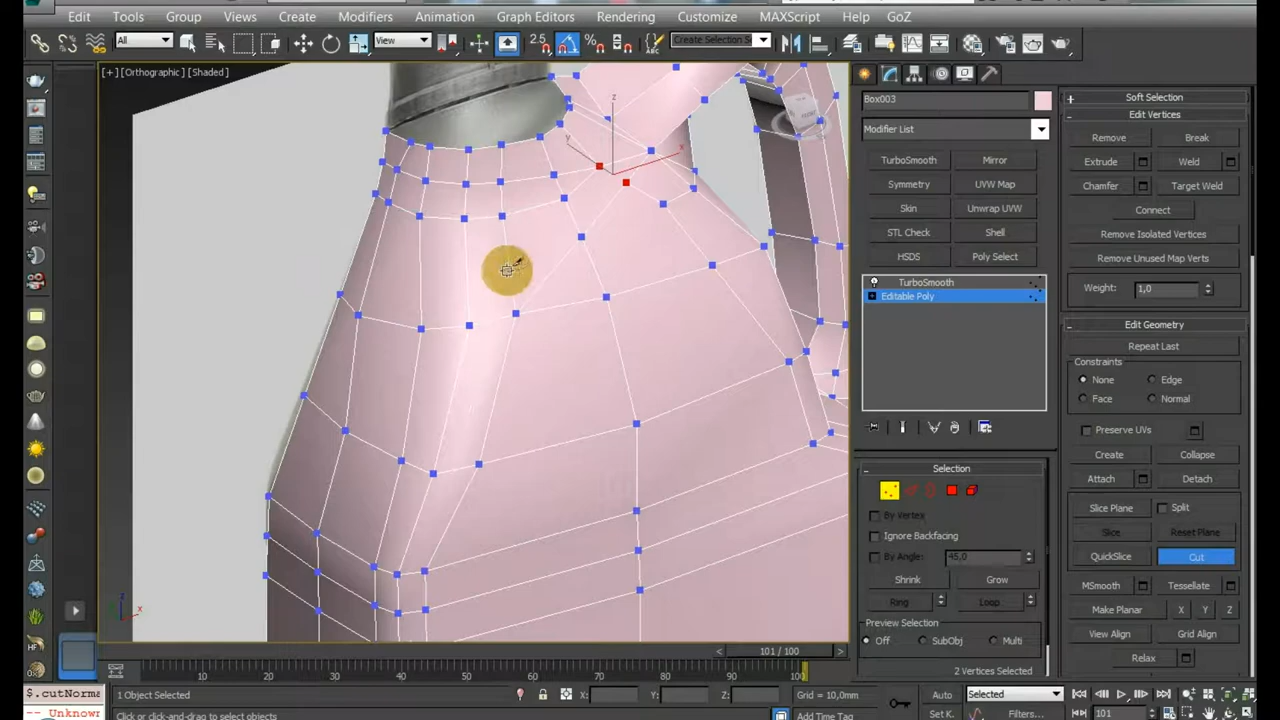 Edit Tools Group Views Create Modifiers Animation Graph Editors Rendering Customize MAXScript Help GoZ
All View 2.5 Create Selection Se
[+] [Orthographic] [Shaded]
z
x
y
Box003
Modifier List
TurboSmooth Mirror
Symmetry UVW Map
Skin Unwrap UVW
STL Check Shell
HSDS Poly Select
TurboSmooth
Editable Poly
Selection
By Vertex
Ignore Backfacing
By Angle: 45,0
Shrink Grow
Ring Loop
Preview Selection
Off SubObj Multi
2 Vertices Selected
Soft Selection
Edit Vertices
Remove Break
Extrude Weld
Chamfer Target Weld
Connect
Remove Isolated Vertices
Remove Unused Map Verts
Weight: 1,0
Edit Geometry
Repeat Last
Constraints
None Edge
Face Normal
Preserve UVs
Create Collapse
Attach Detach
Slice Plane Split
Slice Reset Plane
QuickSlice Cut
MSmooth Tessellate
Make Planar X Y Z
View Align Grid Align
Relax
z
x
< 101 / 100 >
10 20 30 40 50 60 70 80 90 100
$.cutNorma 1 Object Selected X: Y: Z: Grid = 10,0mm Auto Selected
-- Unknown Click or click-and-drag to select objects Add Time Tag Set K. Filters... 101